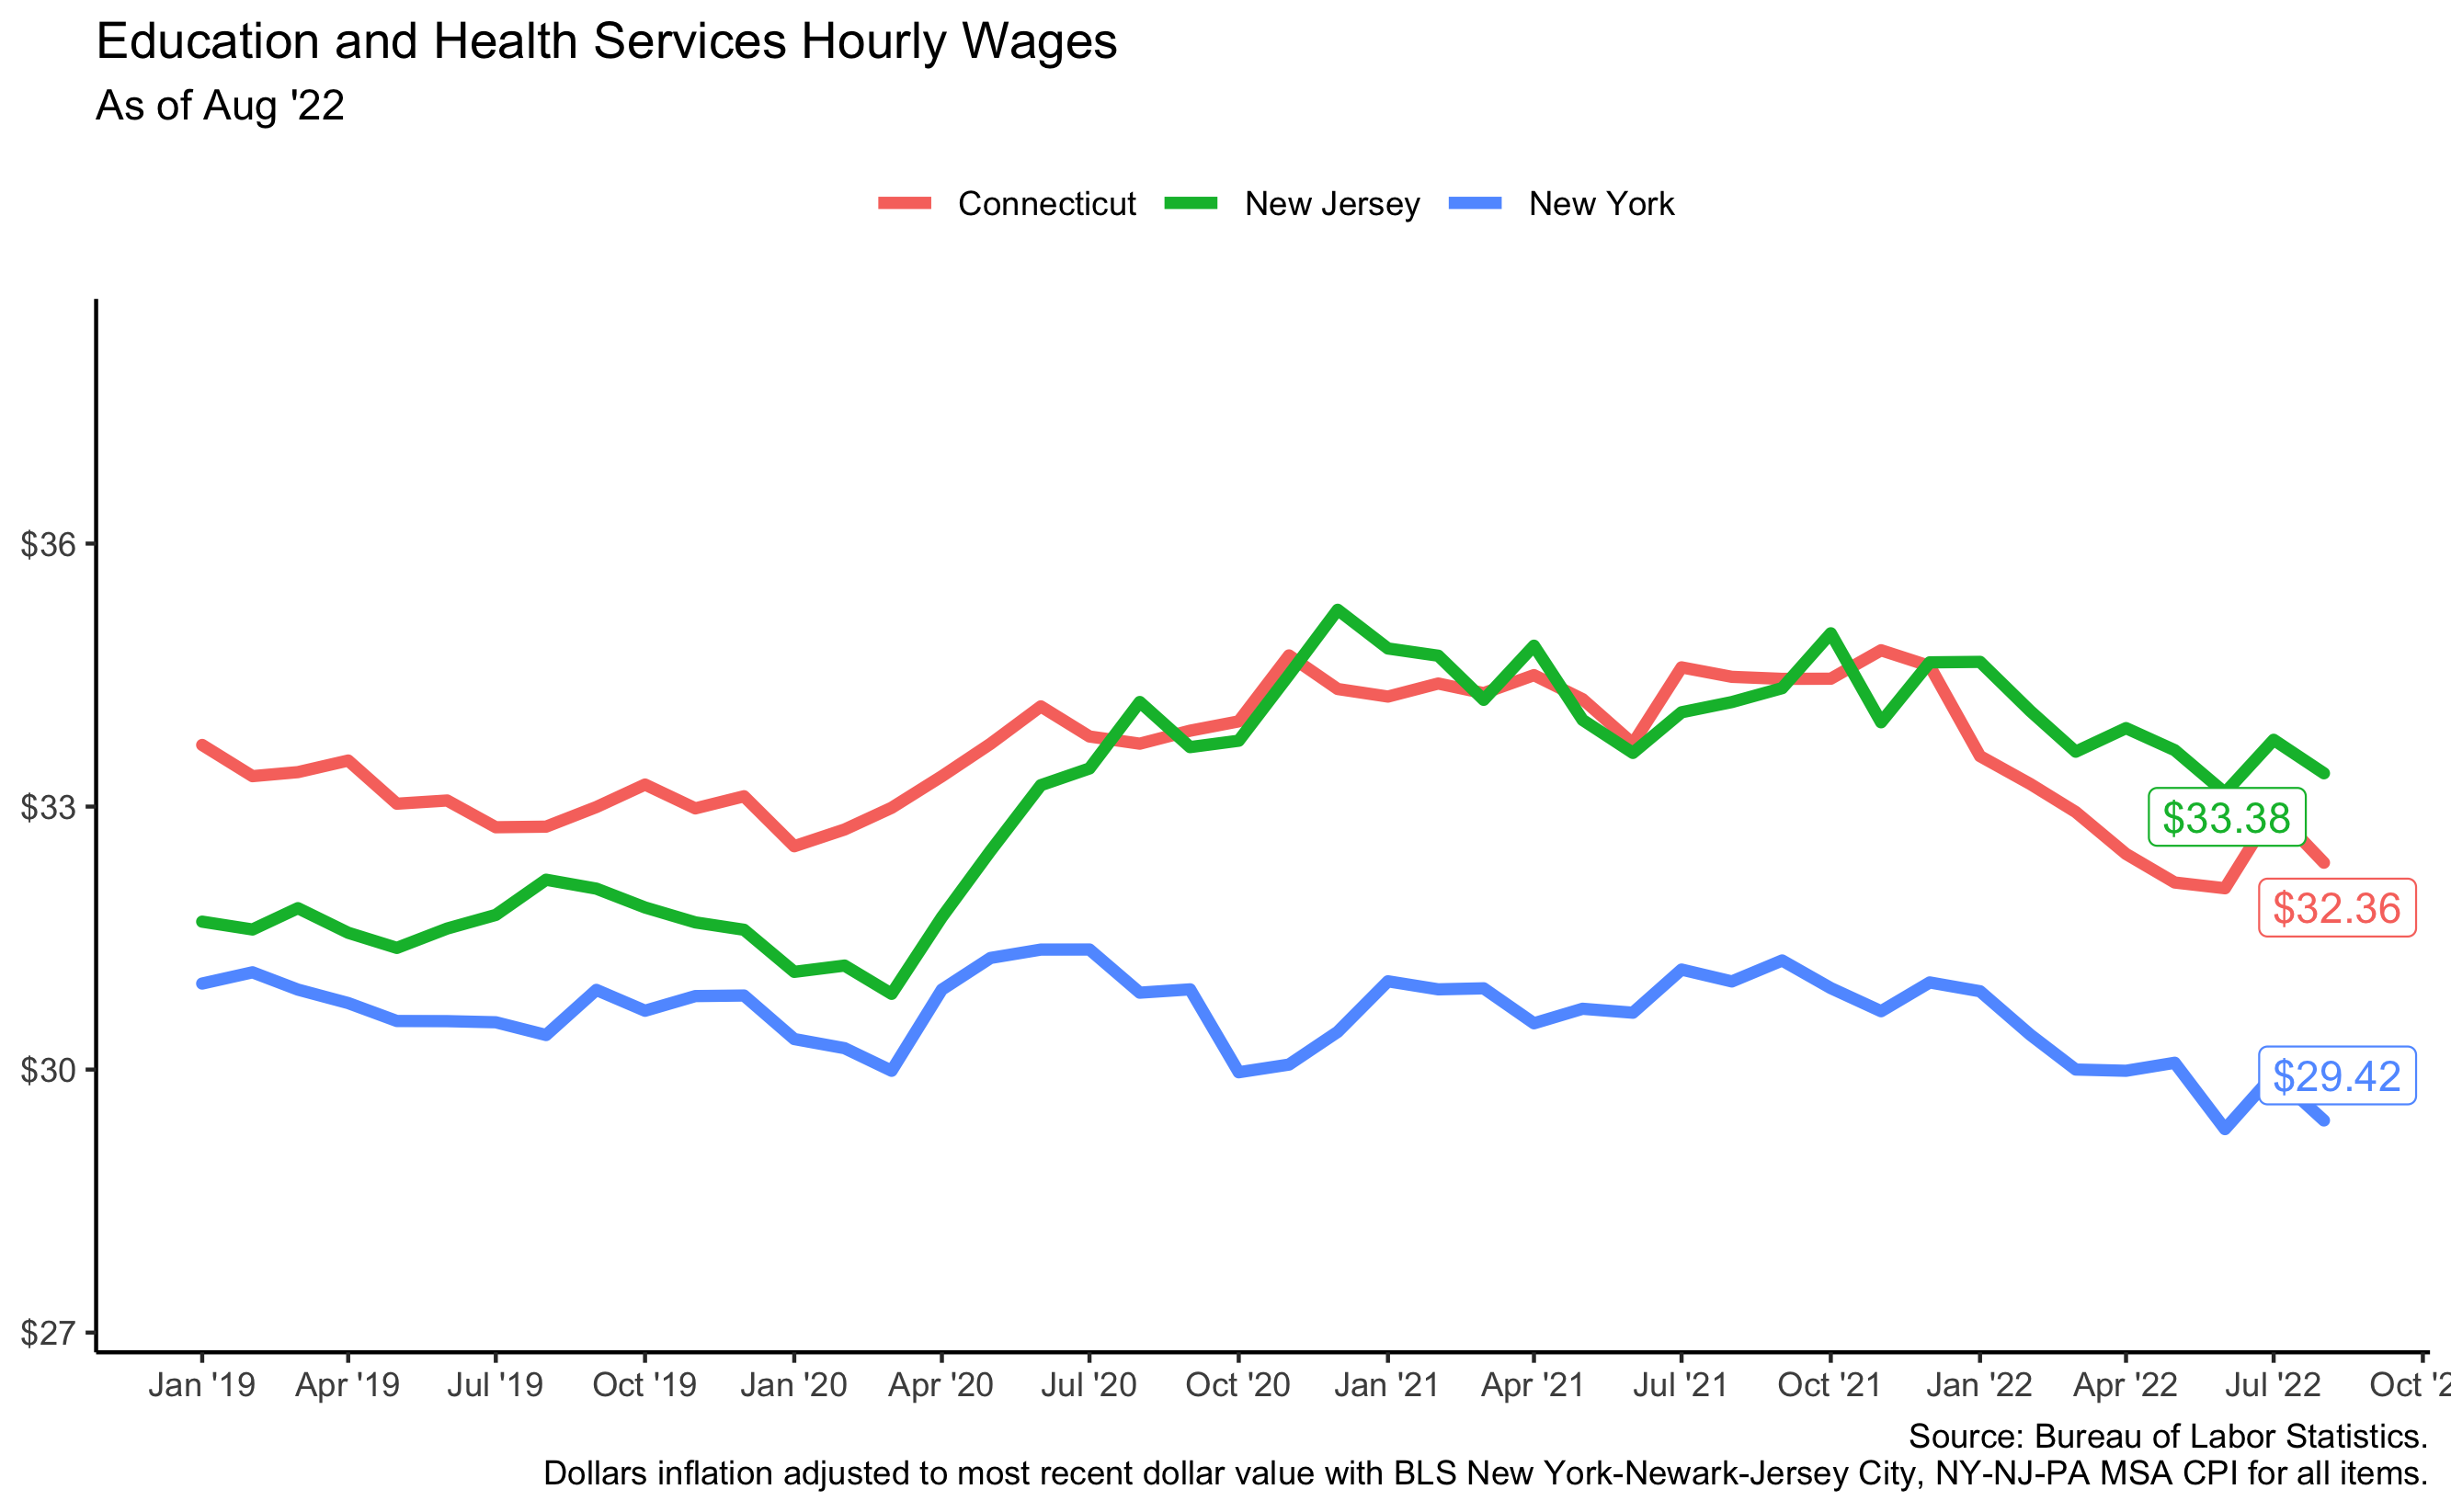 Education and Health Services Hourly Wages
As of Aug '22
Connecticut New Jersey New York
$36
$33
$30
$27
$33.38
$32.36
$29.42
Jan '19 Apr '19 Jul '19 Oct '19 Jan '20 Apr '20 Jul '20 Oct '20 Jan '21 Apr '21 Jul '21 Oct '21 Jan '22 Apr '22 Jul '22 Oct '2
Source: Bureau of Labor Statistics.
Dollars inflation adjusted to most recent dollar value with BLS New York-Newark-Jersey City, NY-NJ-PA MSA CPI for all items.